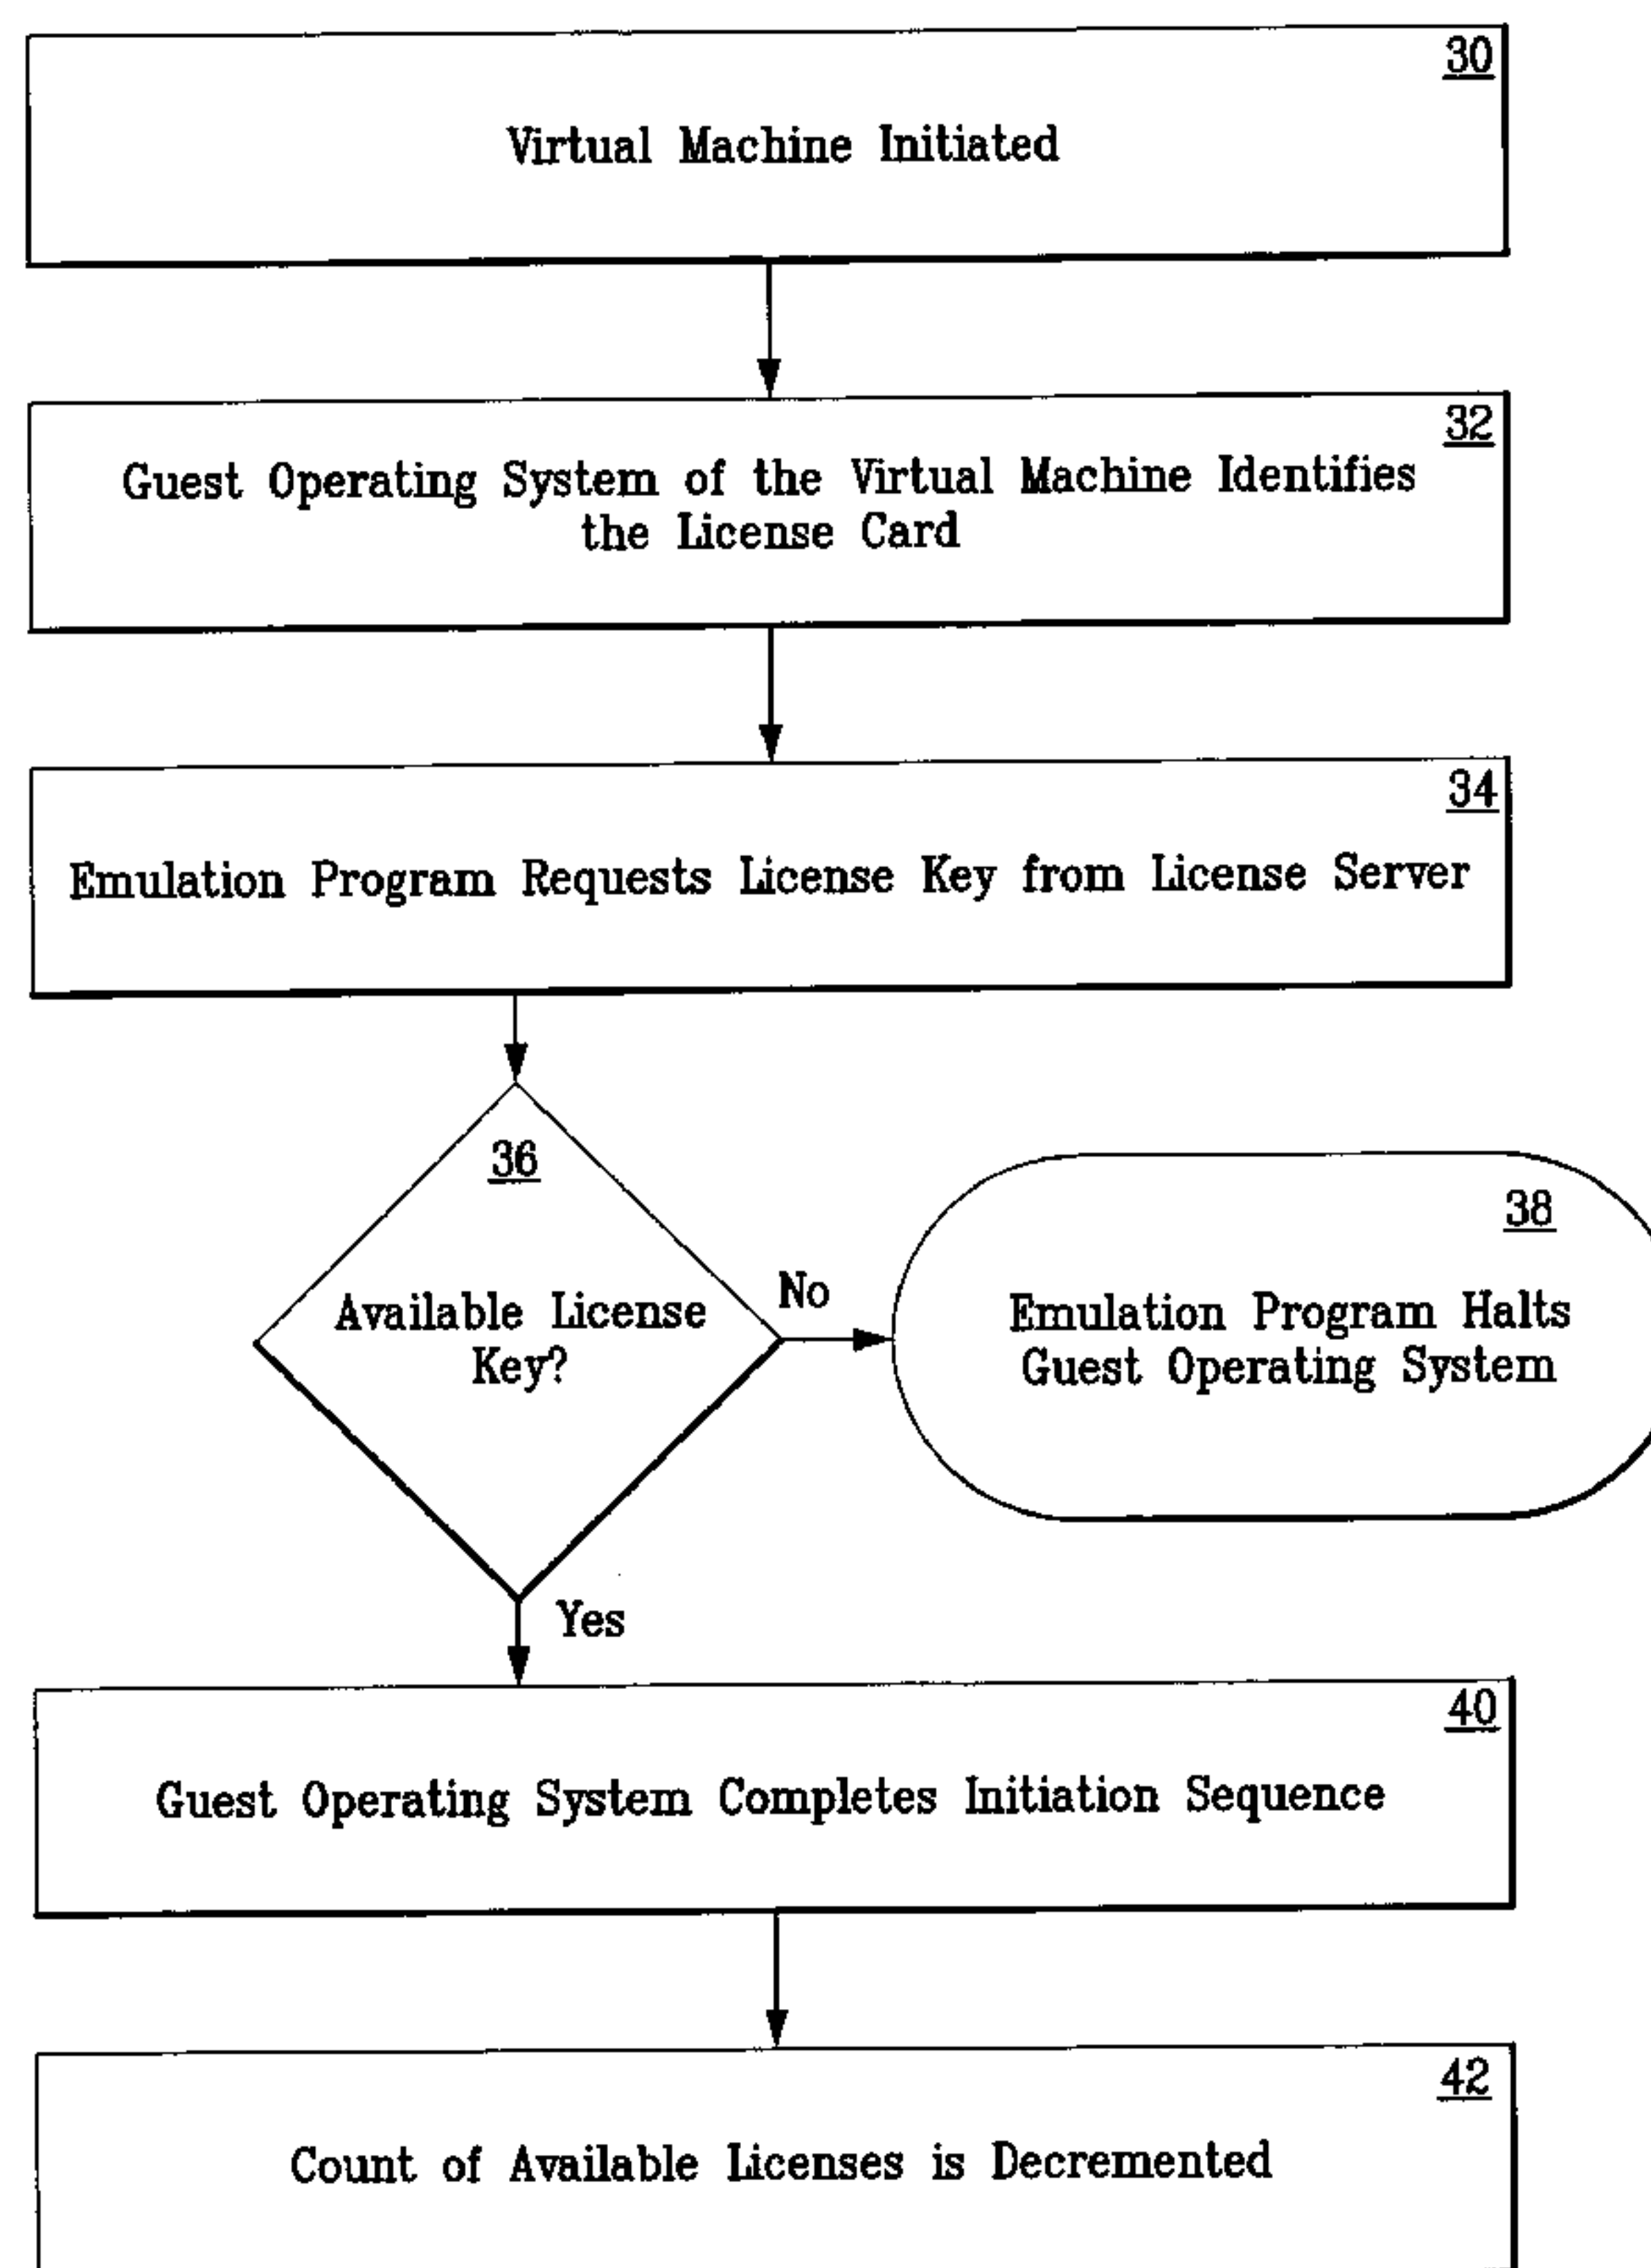 30
Virtual Machine Initiated
32
Guest Operating System of the Virtual Machine Identifies
the License Card
34
Emulation Program Requests License Key from License Server
36
Available License
Key?
No
38
Emulation Program Halts
Guest Operating System
Yes
40
Guest Operating System Completes Initiation Sequence
42
Count of Available Licenses is Decremented